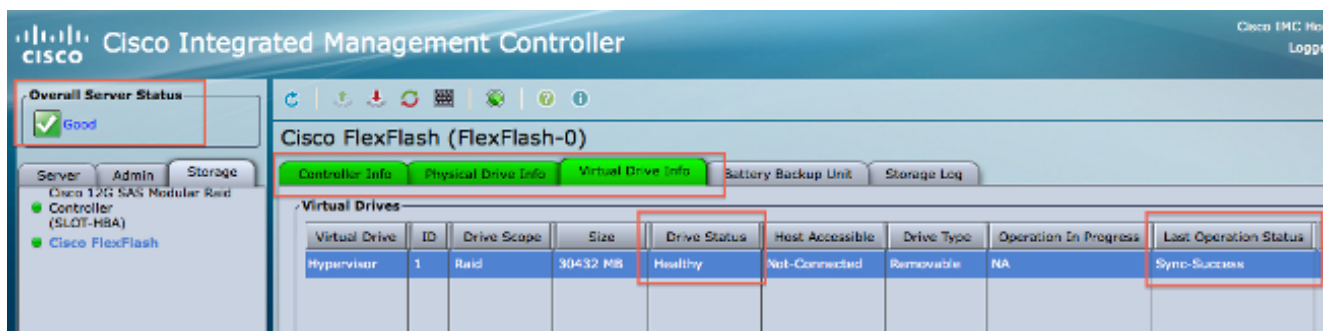 CISCO
Cisco Integrated Management Controller
Cisco IMC
Logge
Overall Server Status
Good
Cisco FlexFlash (FlexFlash-0)
Server Admin Storage
Cisco 12G SAS Modular Raid
Controller
(SLOT-HBA)
Cisco FlexFlash
Controller Info Physical Drive Info Virtual Drive Info Battery Backup Unit Storage Log
Virtual Drives
Virtual Drive ID Drive Scope Size Drive Status Host Accessible Drive Type Operation In Progress Last Operation Status
Hypervisor 1 Raid 30432 MB Healthy Not-Connected Removable NA Sync-Success